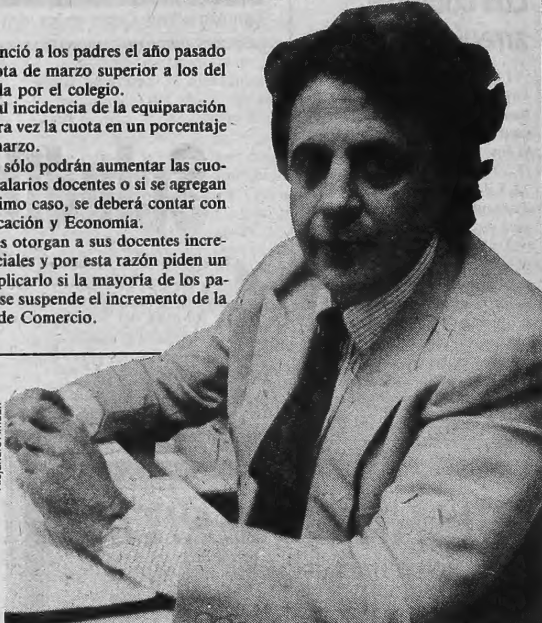 nció a los padres el año pasado
ota de marzo superior a los del
da por el colegio.
al incidencia de la equiparación
ra vez la cuota en un porcentaje
marzo.
sólo podrán aumentar las cuo-
alarios docentes o si se agregan
timo caso, se deberá contar con
cación y Economía.
s otorgan a sus docentes incre-
ciales y por esta razón piden un
plicarlo si la mayoría de los pa-
se suspende el incremento de la
de Comercio.